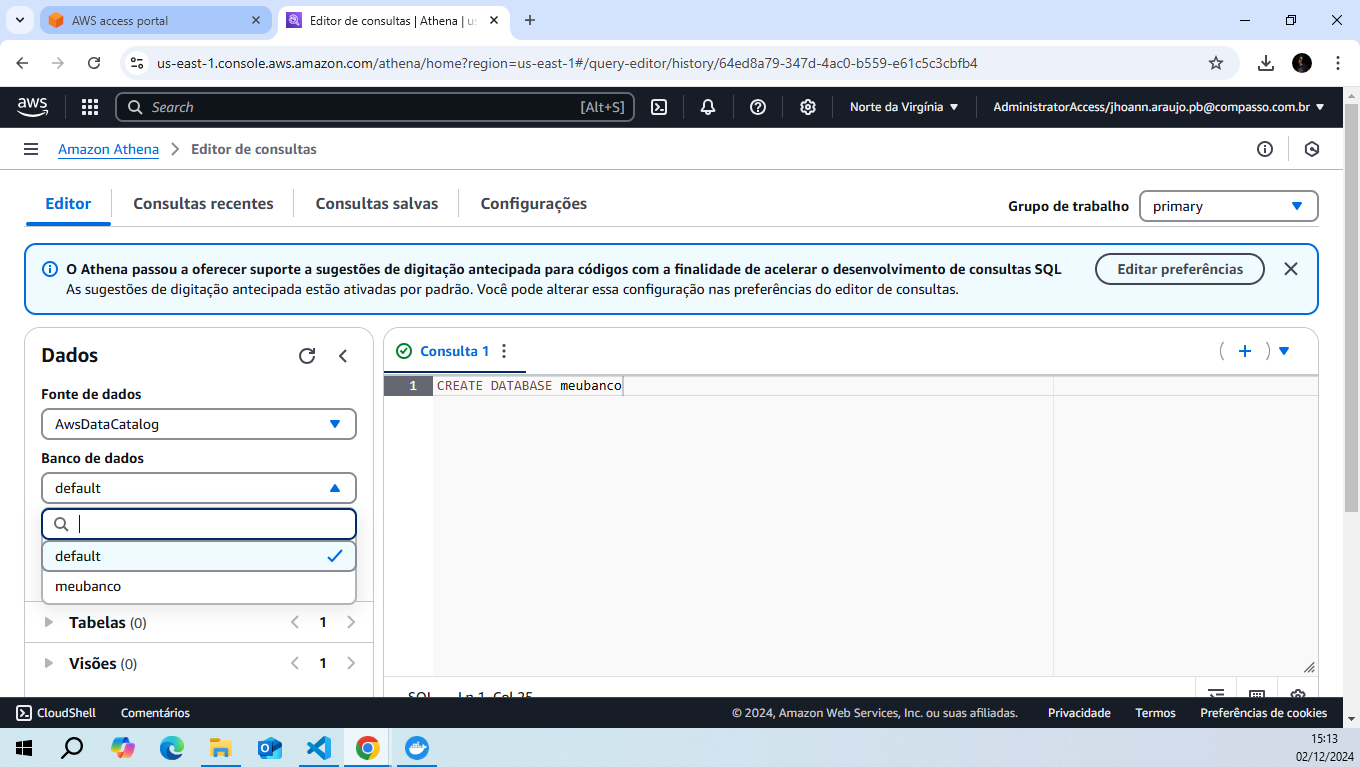 AWS access portal
Editor de consultas | Athena | us
us-east-1.console.aws.amazon.com/athena/home?region=us-east-1#/query-editor/history/64ed8a79-347d-4ac0-b559-e61c5c3cbfb4
aws
Search
[Alt+S]
Norte da Virgínia
AdministratorAccess/jhoann.araujo.pb@compasso.com.br
Amazon Athena
Editor de consultas
Editor
Consultas recentes
Consultas salvas
Configurações
Grupo de trabalho
primary
O Athena passou a oferecer suporte a sugestões de digitação antecipada para códigos com a finalidade de acelerar o desenvolvimento de consultas SQL
As sugestões de digitação antecipada estão ativadas por padrão. Você pode alterar essa configuração nas preferências do editor de consultas.
Editar preferências
Dados
Fonte de dados
AwsDataCatalog
Banco de dados
default
default
meubanco
Tabelas (0)
1
Visões (0)
1
Consulta 1
1 CREATE DATABASE meubanco
SQL Ln 1, Col 25
CloudShell
Comentários
© 2024, Amazon Web Services, Inc. ou suas afiliadas.
Privacidade
Termos
Preferências de cookies
15:13
02/12/2024